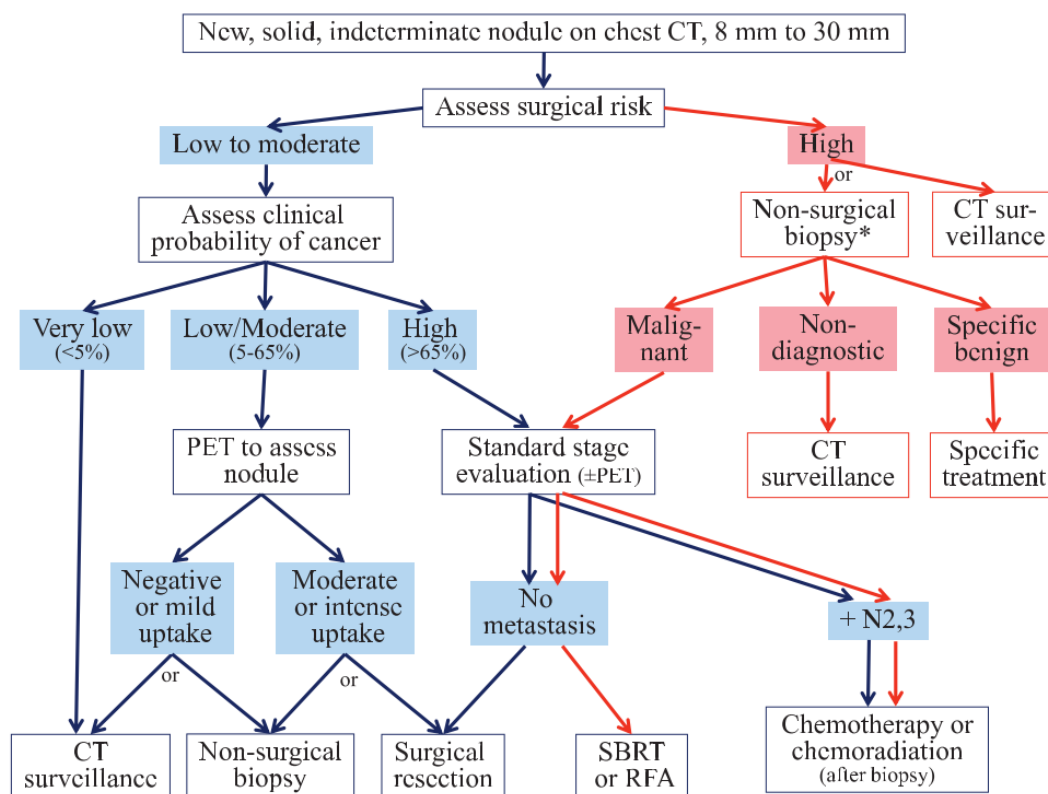 New, solid, indeterminate nodule on chest CT, 8 mm to 30 mm
Assess surgical risk
Low to moderate
High
or
Assess clinical
probability of cancer
Non-surgical
biopsy*
CT sur-
veillance
Very low
(<5%)
Low/Moderate
(5-65%)
High
(>65%)
Malig-
nant
Non-
diagnostic
Specific
benign
PET to assess
nodule
Standard stage
evaluation (±PET)
CT
surveillance
Specific
treatment
Negative
or mild
uptake
Moderate
or intense
uptake
No
metastasis
+ N2,3
or
or
CT
surveillance
Non-surgical
biopsy
Surgical
resection
SBRT
or RFA
Chemotherapy or
chemoradiation
(after biopsy)